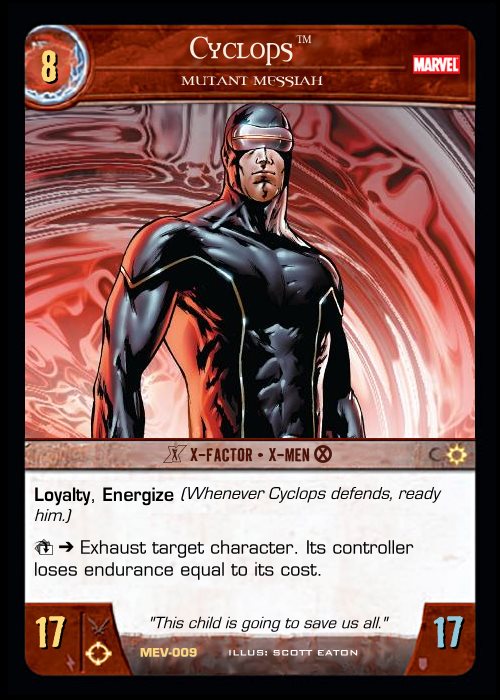 8
CYCLOPS™
MUTANT MESSIAH
MARVEL
X-FACTOR • X-MEN
C
Loyalty, Energize (Whenever Cyclops defends, ready
him.)
➔ Exhaust target character. Its controller
loses endurance equal to its cost.
17
"This child is going to save us all."
17
MEV-009 ILLUS: SCOTT EATON